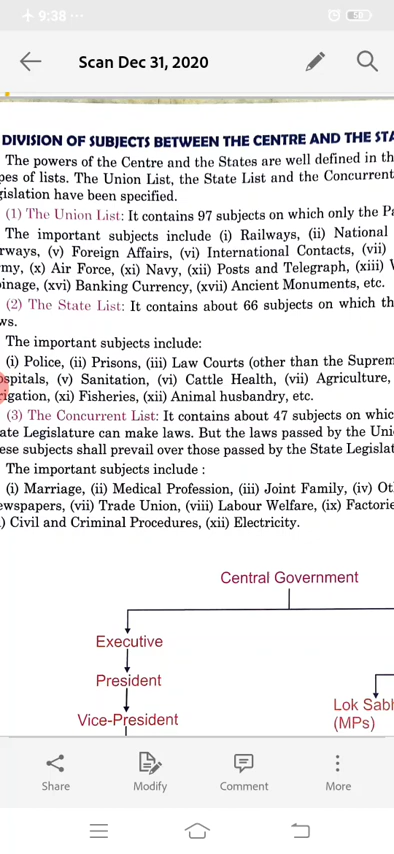 9:38 ...
50
Scan Dec 31, 2020
DIVISION OF SUBJECTS BETWEEN THE CENTRE AND THE STA
The powers of the Centre and the States are well defined in th
pes of lists. The Union List, the State List and the Concurrent
gislation have been specified.
(1) The Union List: It contains 97 subjects on which only the Pa
The important subjects include (i) Railways, (ii) National
rways, (v) Foreign Affairs, (vi) International Contacts, (vii)
my, (x) Air Force, (xi) Navy, (xii) Posts and Telegraph, (xiii)
inage, (xvi) Banking Currency, (xvii) Ancient Monuments, etc.
(2) The State List: It contains about 66 subjects on which th
ws.
The important subjects include:
(i) Police, (ii) Prisons, (iii) Law Courts (other than the Suprem
ospitals, (v) Sanitation, (vi) Cattle Health, (vii) Agriculture,
rigation, (xi) Fisheries, (xii) Animal husbandry, etc.
(3) The Concurrent List: It contains about 47 subjects on whic
ate Legislature can make laws. But the laws passed by the Uni
ese subjects shall prevail over those passed by the State Legislat
The important subjects include :
(i) Marriage, (ii) Medical Profession, (iii) Joint Family, (iv) Ot
ewspapers, (vii) Trade Union, (viii) Labour Welfare, (ix) Factorie
) Civil and Criminal Procedures, (xii) Electricity.
Central Government
Executive
President
Vice-President
Lok Sabh
(MPs)
Share
Modify
Comment
More